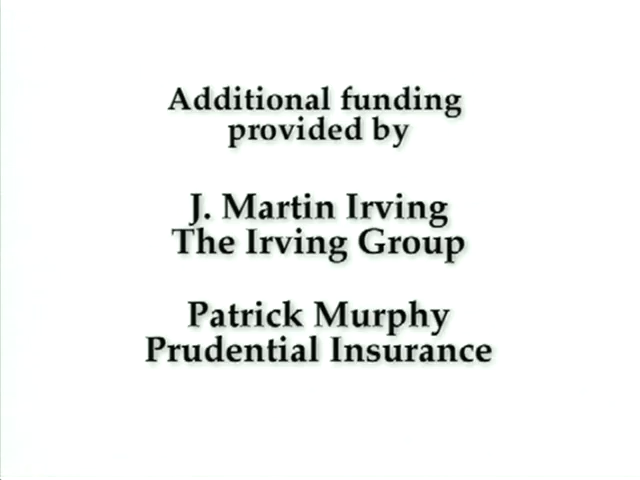 Additional funding
provided by
J. Martin Irving
The Irving Group
Patrick Murphy
Prudential Insurance